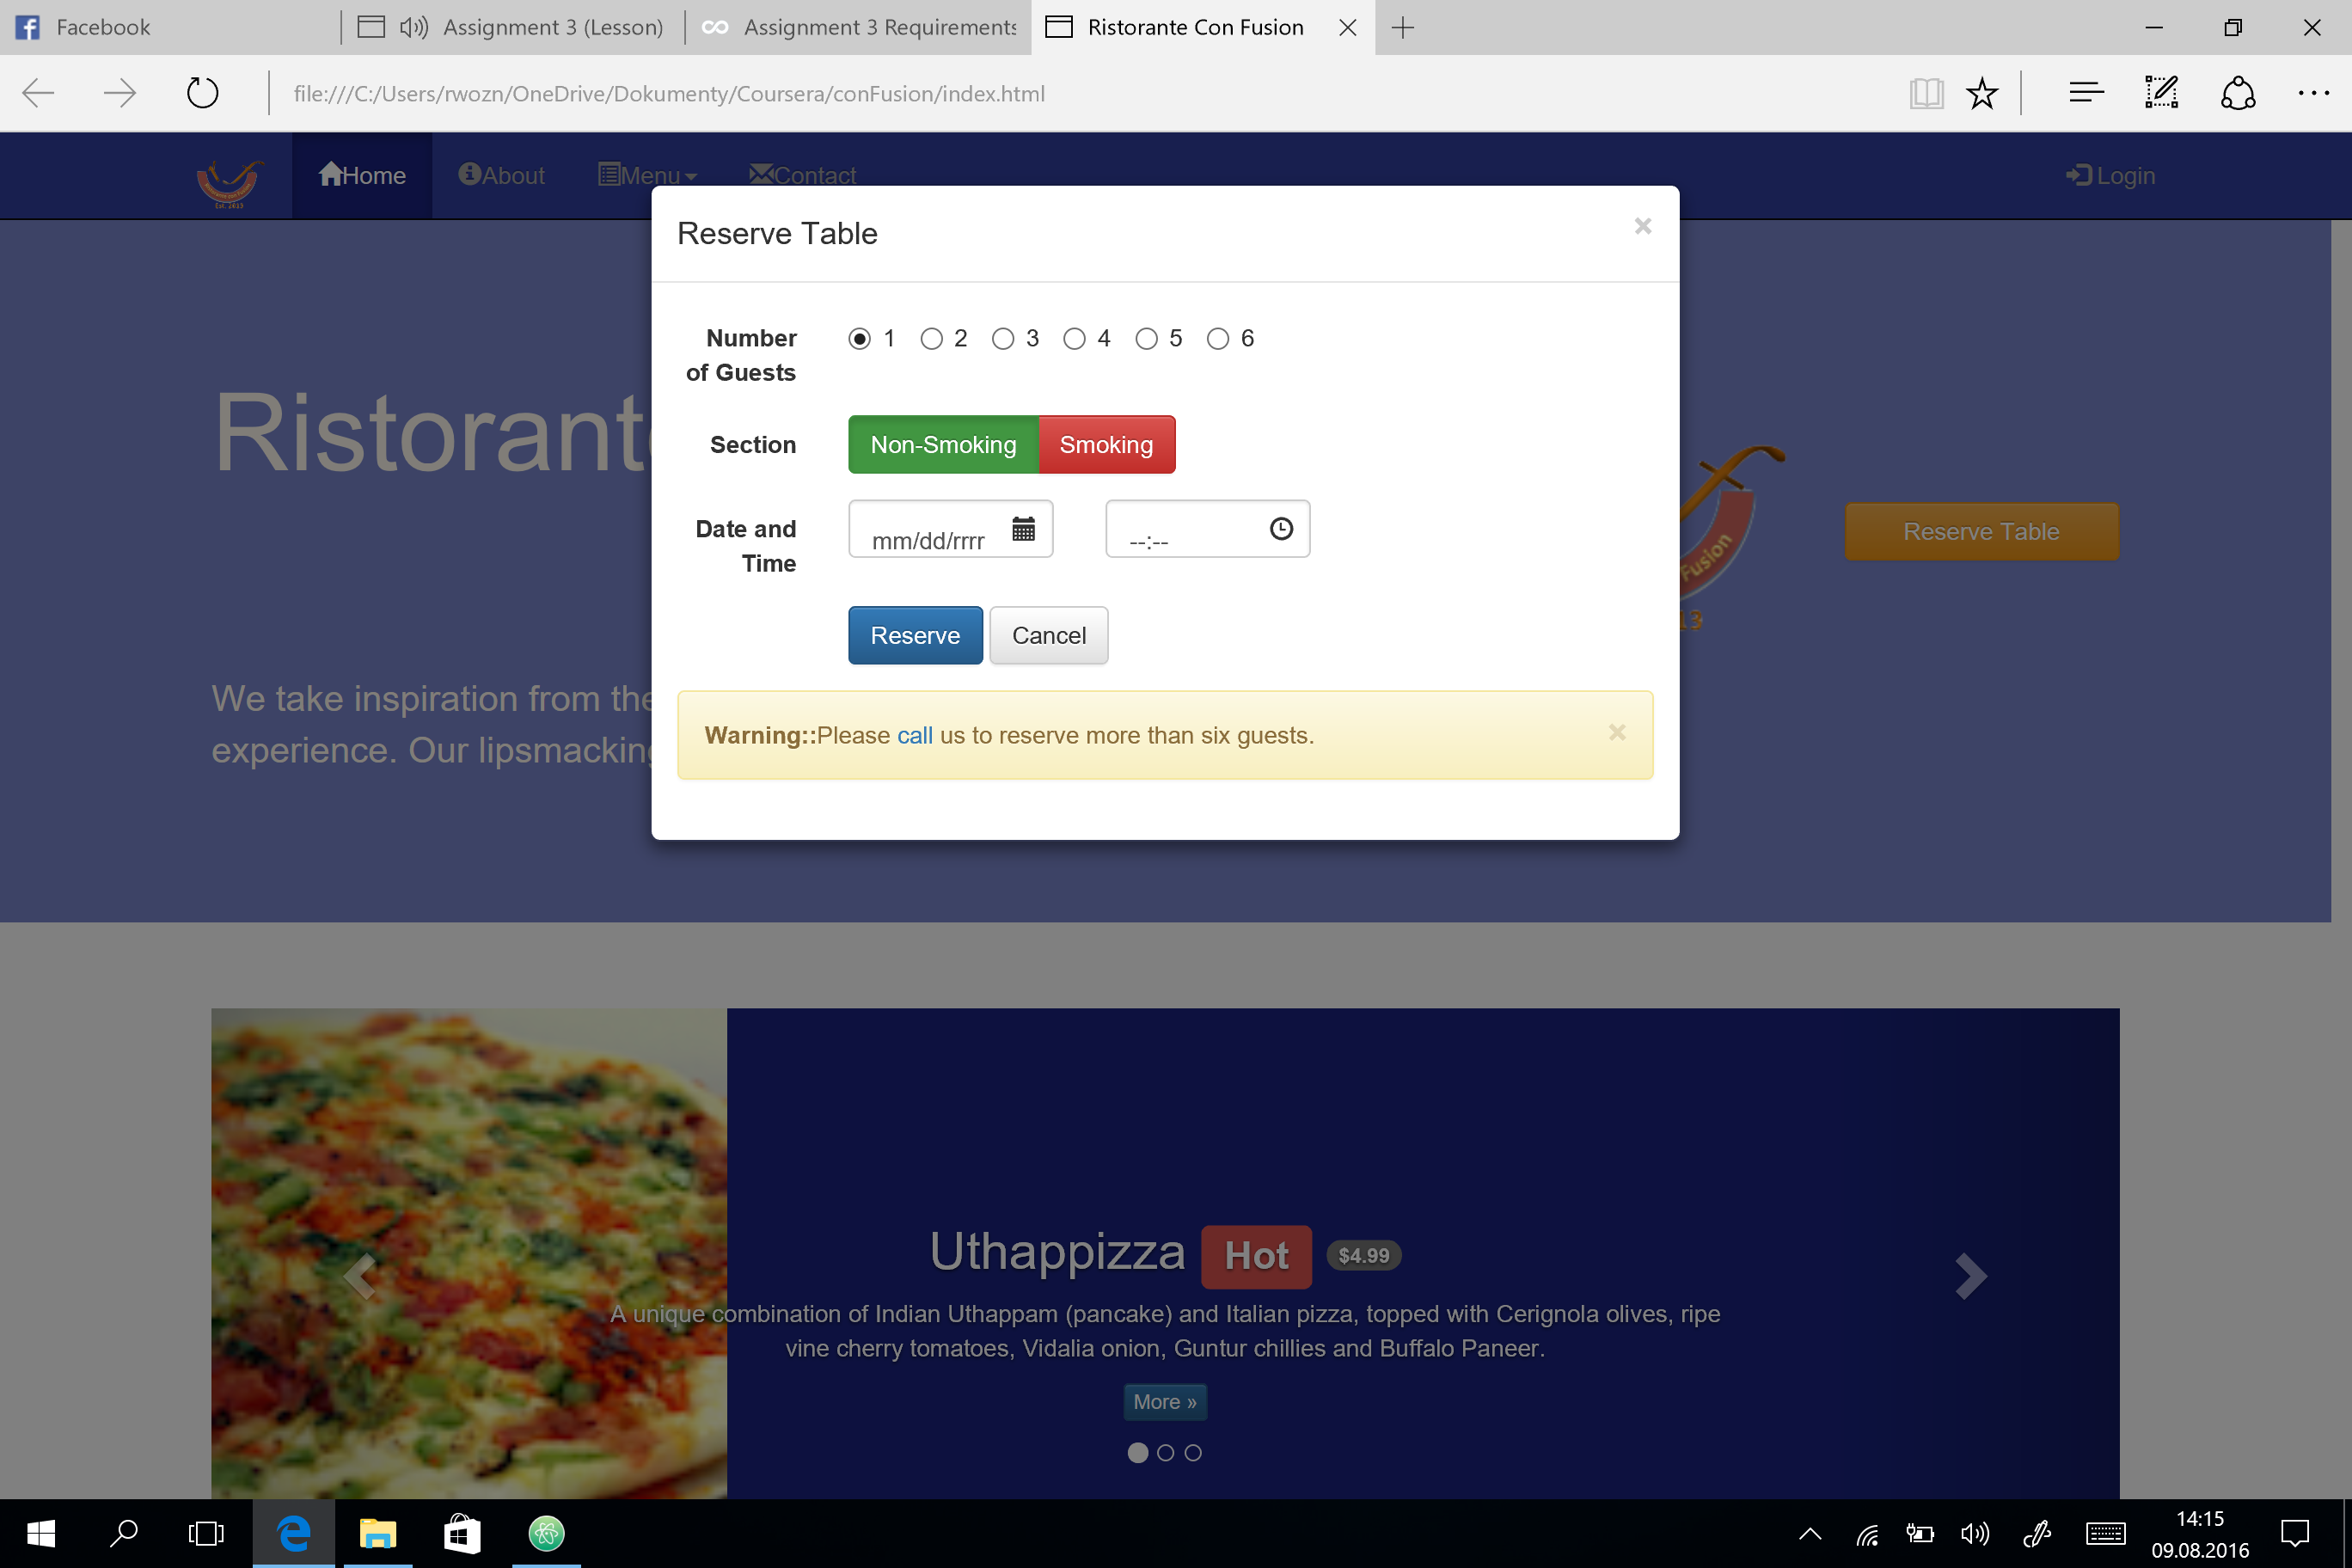 Facebook
Assignment 3 (Lesson)
Assignment 3 Requirements
Ristorante Con Fusion
file:///C:/Users/rwozn/OneDrive/Dokumenty/Coursera/conFusion/index.html
Home
About
Menu
Contact
Login
Reserve Table
Number
of Guests
1 2 3 4 5 6
Section
Non-Smoking Smoking
Date and
Time
mm/dd/rrrr
--:--
Reserve Cancel
Warning::Please call us to reserve more than six guests.
Ristorant
Fusion
13
Reserve Table
We take inspiration from the
experience. Our lipsmacking
Uthappizza Hot $4.99
A unique combination of Indian Uthappam (pancake) and Italian pizza, topped with Cerignola olives, ripe
vine cherry tomatoes, Vidalia onion, Guntur chillies and Buffalo Paneer.
More »
14:15
09.08.2016